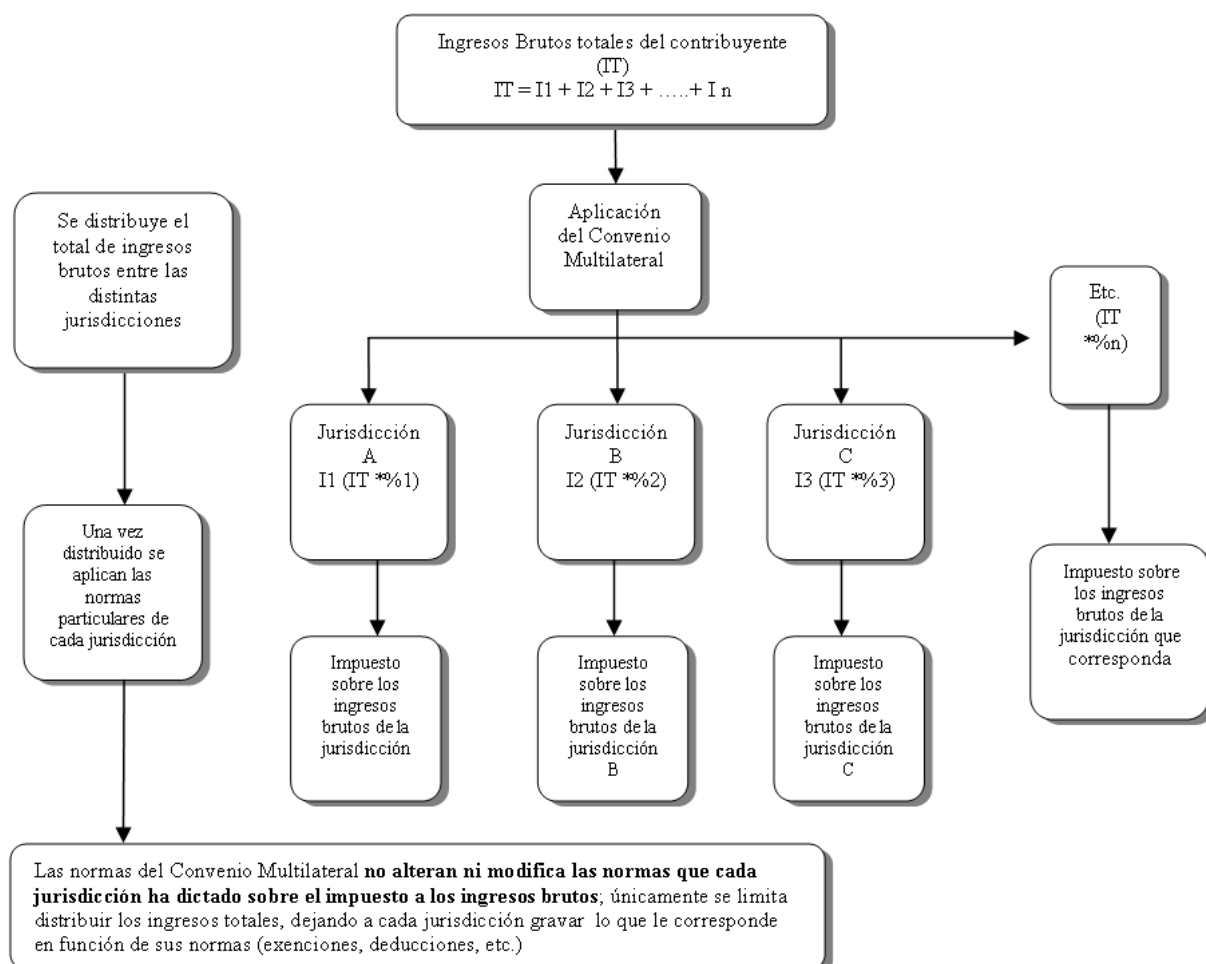 Ingresos Brutos totales del contribuyente
(IT)
IT = I1 + I2 + I3 + …..+ I n
Aplicación
del Convenio
Multilateral
Se distribuye el
total de ingresos
brutos entre las
distintas
jurisdicciones
Etc.
(IT
*%n)
Jurisdicción
A
I1 (IT *%1)
Jurisdicción
B
I2 (IT *%2)
Jurisdicción
C
I3 (IT *%3)
Una vez
distribuido se
aplican las
normas
particulares de
cada jurisdicción
Impuesto sobre
los ingresos
brutos de la
jurisdicción que
corresponda
Impuesto
sobre los
ingresos
brutos de la
jurisdicción
Impuesto
sobre los
ingresos
brutos de la
jurisdicción
B
Impuesto
sobre los
ingresos
brutos de la
jurisdicción
C
Las normas del Convenio Multilateral no alteran ni modifica las normas que cada
jurisdicción ha dictado sobre el impuesto a los ingresos brutos; únicamente se limita
distribuir los ingresos totales, dejando a cada jurisdicción gravar lo que le corresponde
en función de sus normas (exenciones, deducciones, etc.)